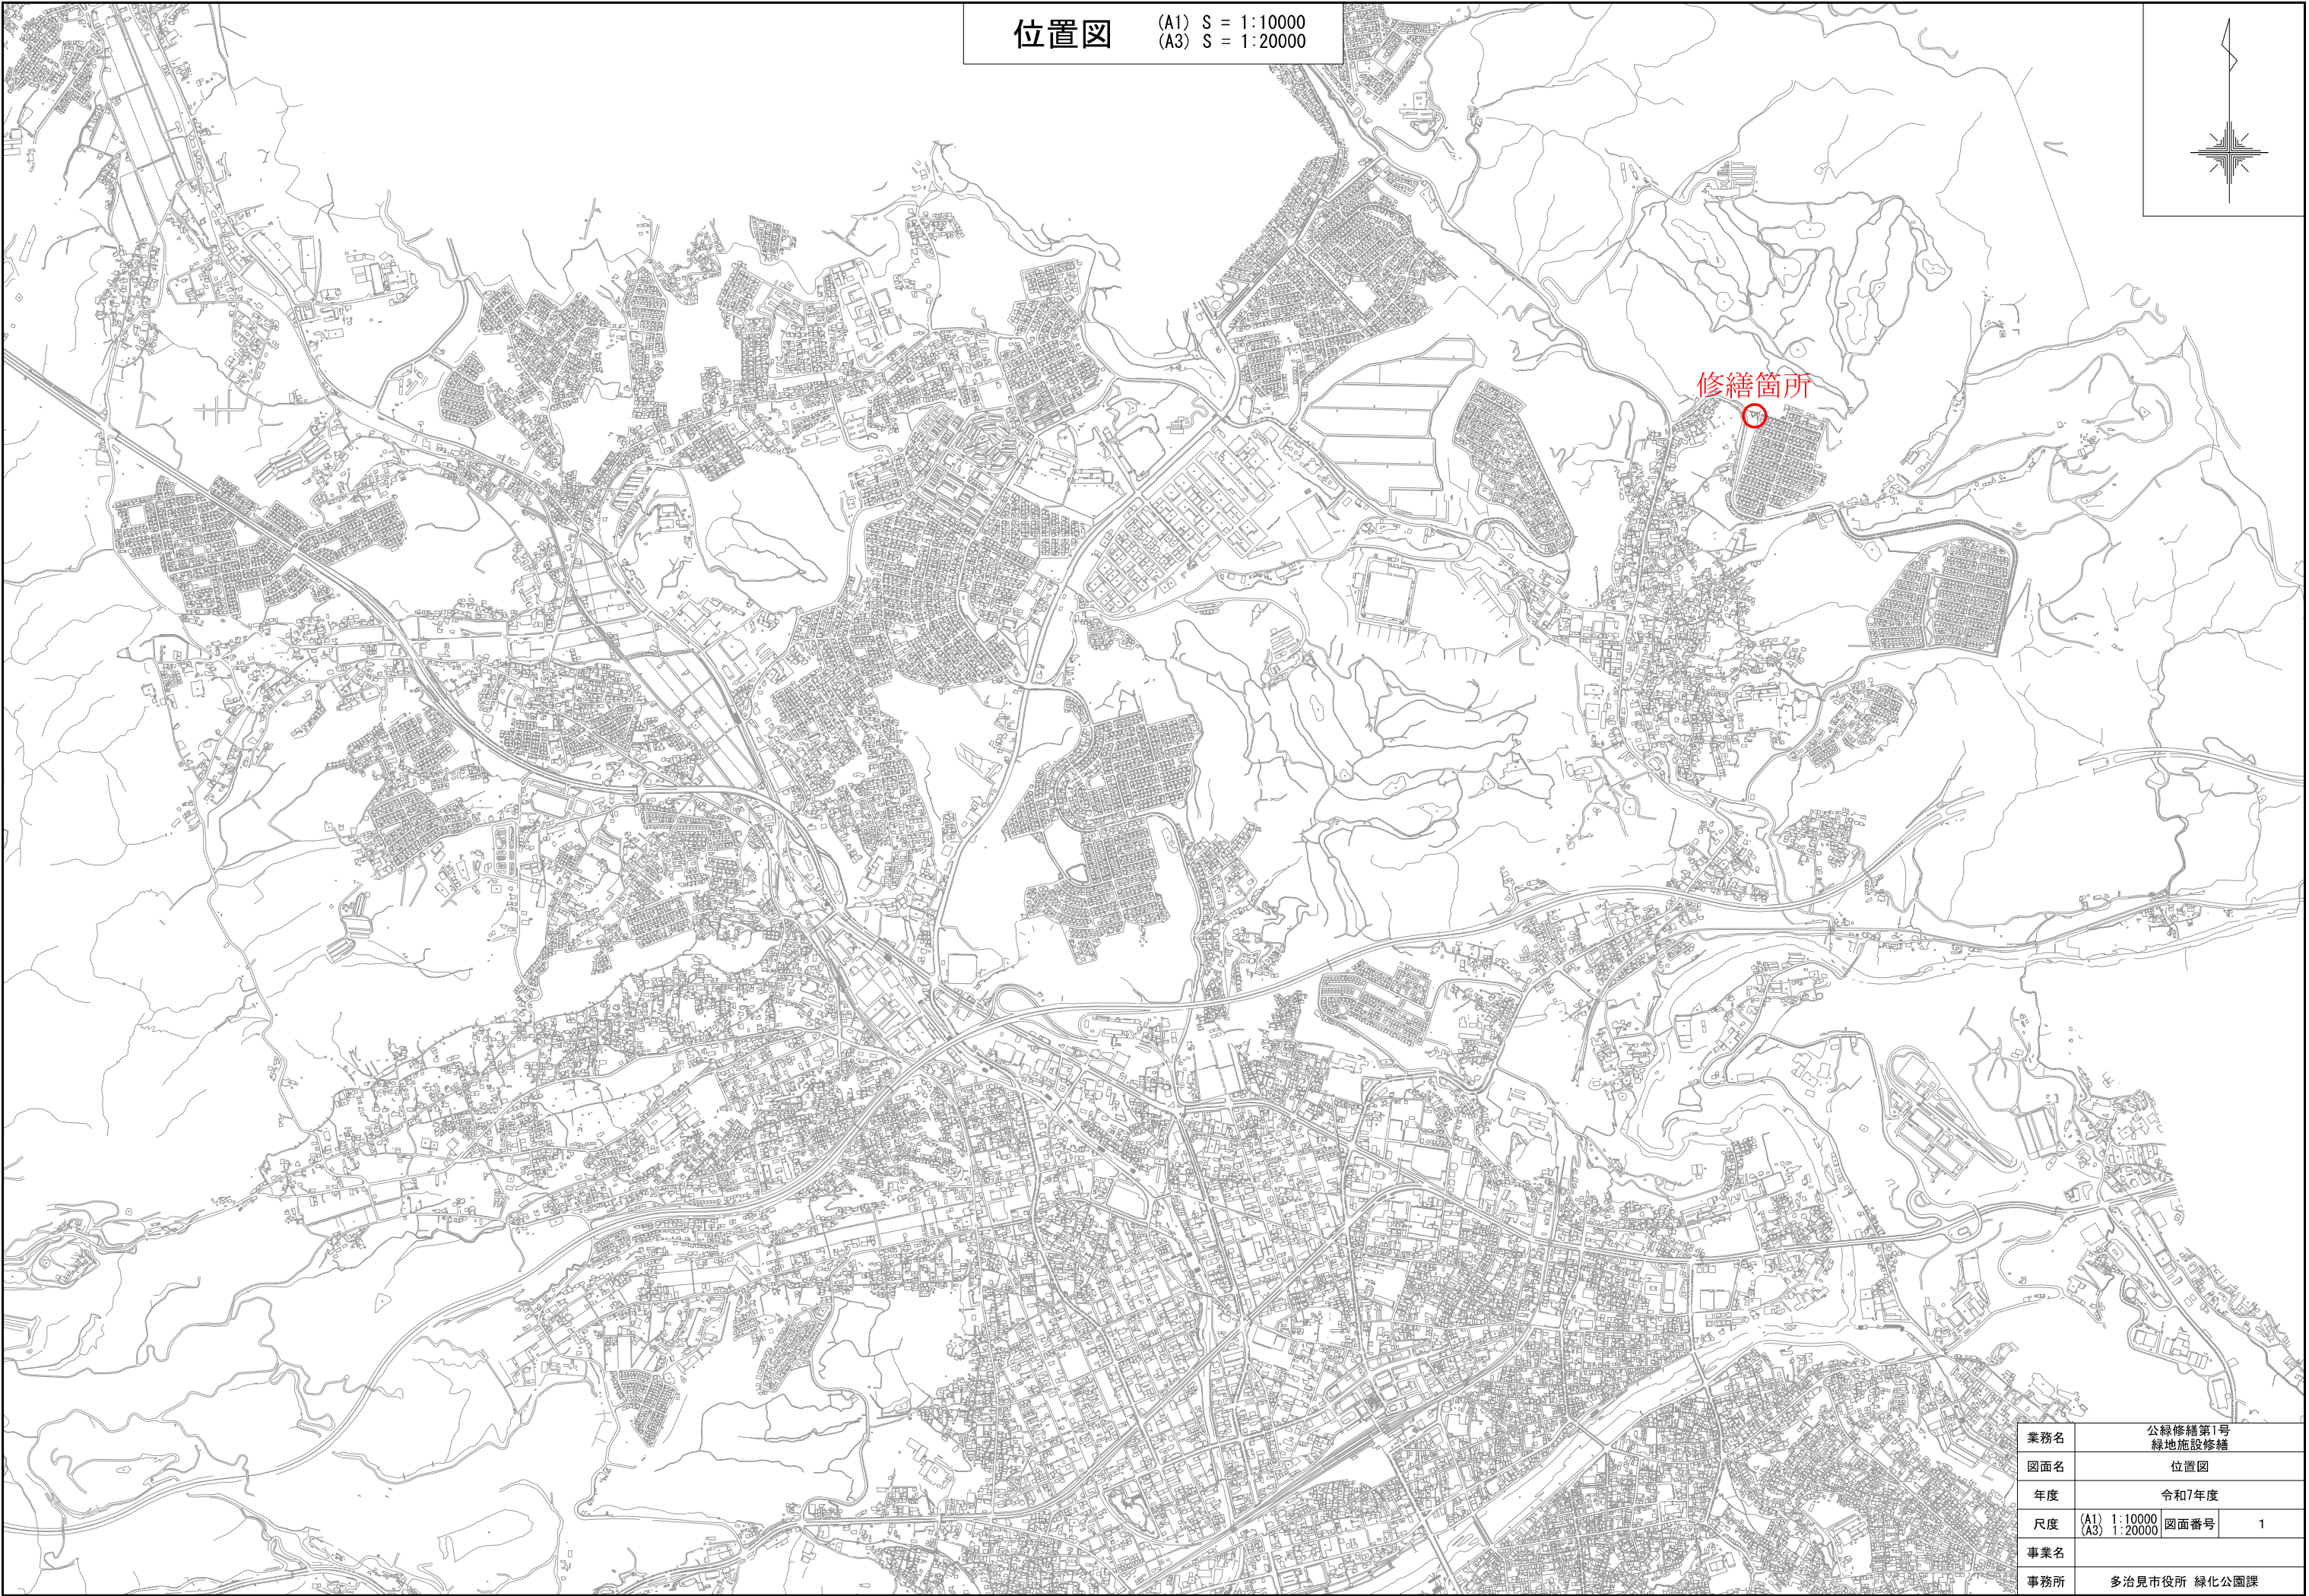 位置図
(A1) S = 1:10000
(A3) S = 1:20000
修繕箇所
業務名 公緑修繕第1号
緑地施設修繕
図面名 位置図
年度 令和7年度
尺度 (A1) 1:10000 図面番号 1
(A3) 1:20000
事業名
事務所 多治見市役所 緑化公園課